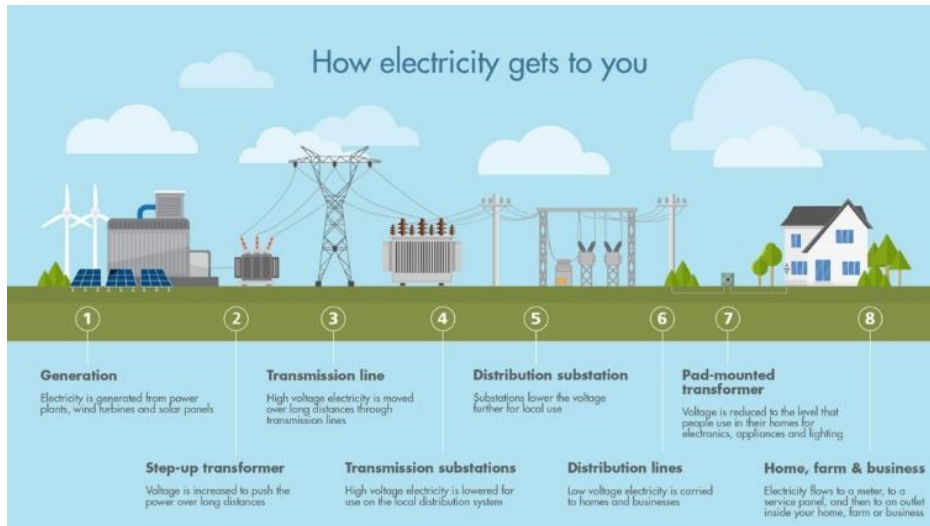 How electricity gets to you
1 2 3 4 5 6 7 8
Generation
Electricity is generated from power
plants, wind turbines and solar panels
Step-up transformer
Voltage is increased to push the
power over long distances
Transmission line
High voltage electricity is moved
over long distances through
transmission lines
Transmission substations
High voltage electricity is lowered for
use on the local distribution system
Distribution substation
Substations lower the voltage
further for local use
Distribution lines
Low voltage electricity is carried
to homes and businesses
Pad-mounted
transformer
Voltage is reduced to the level that
people use in their homes for
electronics, appliances and lighting
Home, farm & business
Electricity flows to a meter, to a
service panel, and then to an outlet
inside your home, farm or business